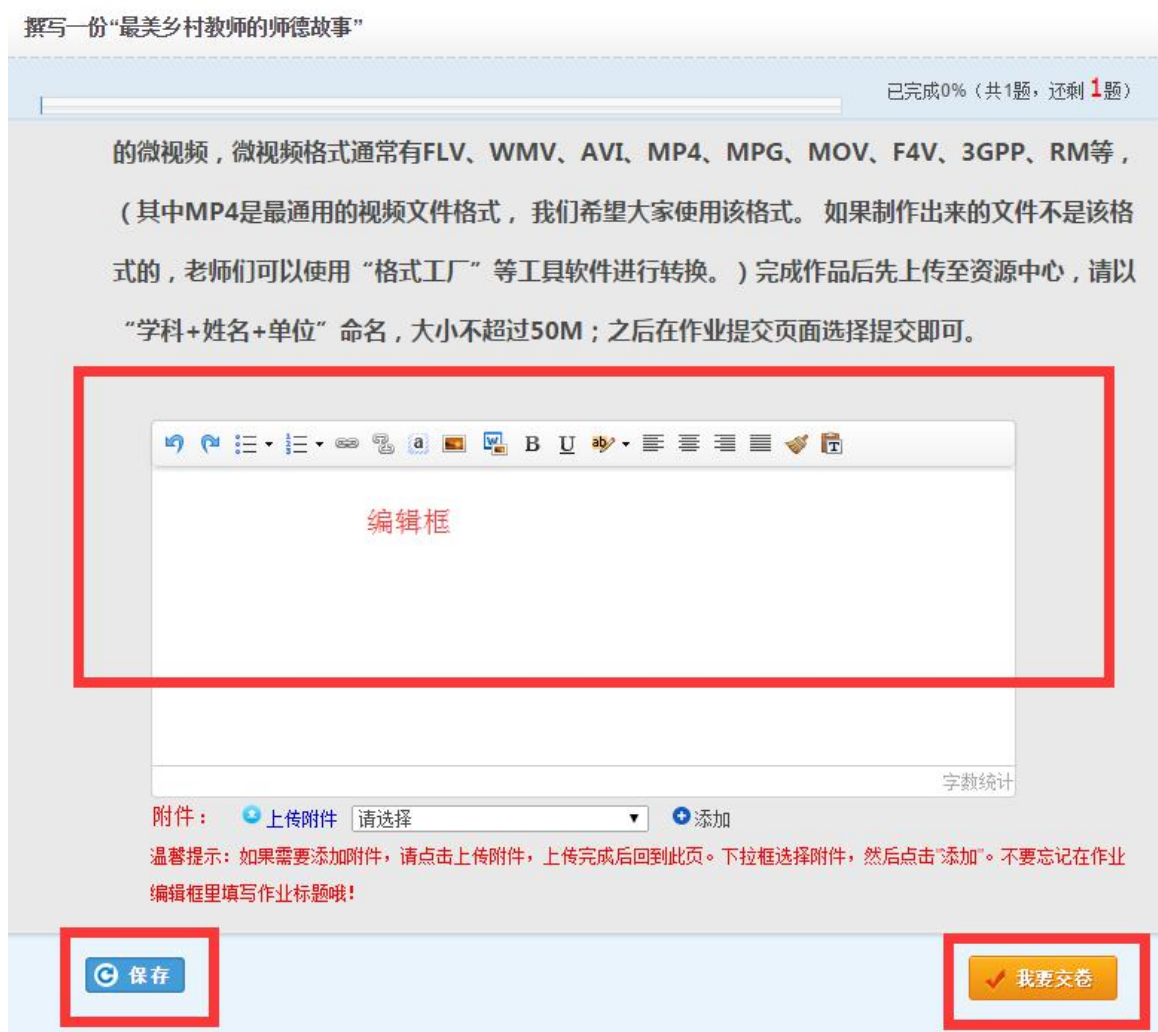 撰写一份“最美乡村教师的师德故事”
已完成0%（共1题，还剩1题）
的微视频，微视频格式通常有FLV、WMV、AVI、MP4、MPG、MOV、F4V、3GPP、RM等，
（其中MP4是最通用的视频文件格式，我们希望大家使用该格式。 如果制作出来的文件不是该格
式的，老师们可以使用“格式工厂”等工具软件进行转换。）完成作品后先上传至资源中心，请以
“学科+姓名+单位”命名，大小不超过50M；之后在作业提交页面选择提交即可。
a W B U ab T
编辑框
字数统计
附件： 上传附件 请选择 添加
温馨提示：如果需要添加附件，请点击上传附件，上传完成后回到此页。下拉框选择附件，然后点击"添加"。不要忘记在作业
编辑框里填写作业标题哦！
保存 我要交卷